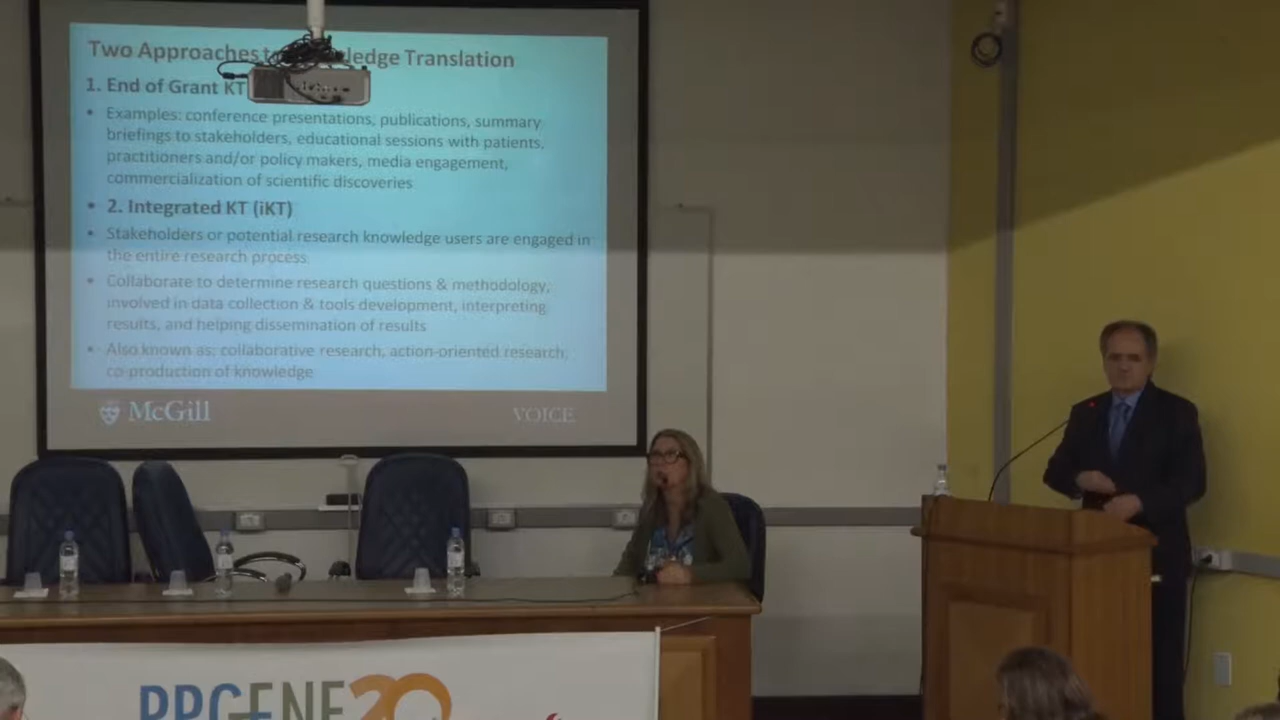 Two Approaches to Knowledge Translation
1. End of Grant KT
• Examples: conference presentations, publications, summary
briefings to stakeholders, educational sessions with patients,
practitioners and/or policy makers, media engagement,
commercialization of scientific discoveries
• 2. Integrated KT (iKT)
• Stakeholders or potential research knowledge users are engaged in
the entire research process
• Collaborate to determine research questions & methodology,
involved in data collection & tools development, interpreting
results, and helping dissemination of results
• Also known as: collaborative research, action-oriented research,
co-production of knowledge
McGill
VOICE
PPGENF20